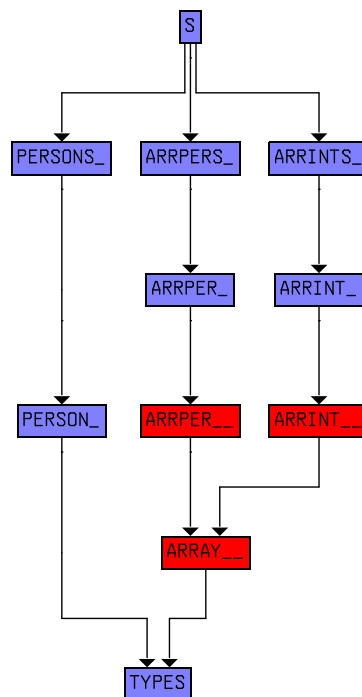 S
PERSONS_ ARRPERS_ ARRINTS_
ARRPER_ ARRINT_
PERSON_ ARRPER__ ARRINT__
ARRAY__
TYPES